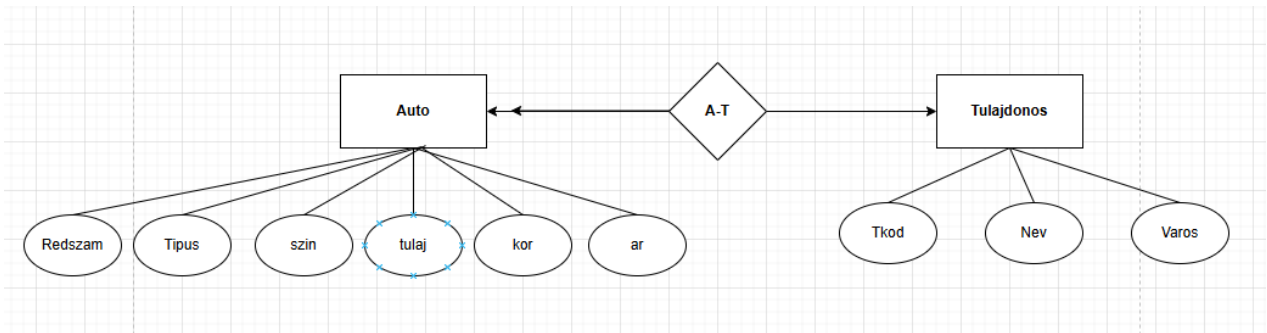 Auto
A-T
Tulajdonos
Redszam
Tipus
szin
tulaj
kor
ar
Tkod
Nev
Varos